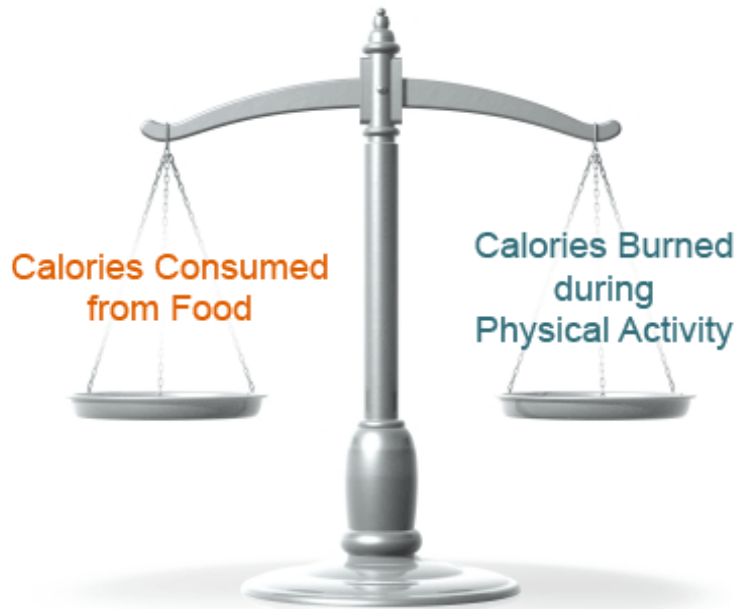 Calories Consumed
from Food
Calories Burned
during
Physical Activity